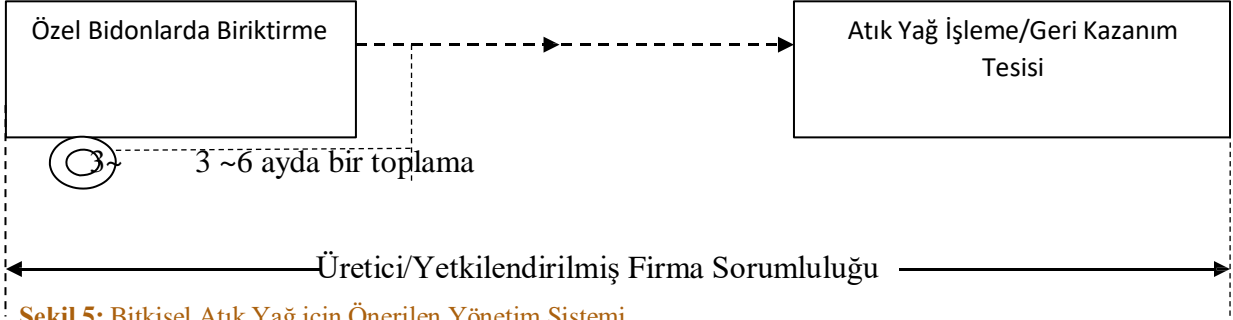 Özel Bidonlarda Biriktirme
Atık Yağ İşleme/Geri Kazanım
Tesisi
3~ 3 ~6 ayda bir toplama
Üretici/Yetkilendirilmiş Firma Sorumluluğu
Şekil 5: Bitkisel Atık Yağ için Önerilen Yönetim Sistemi